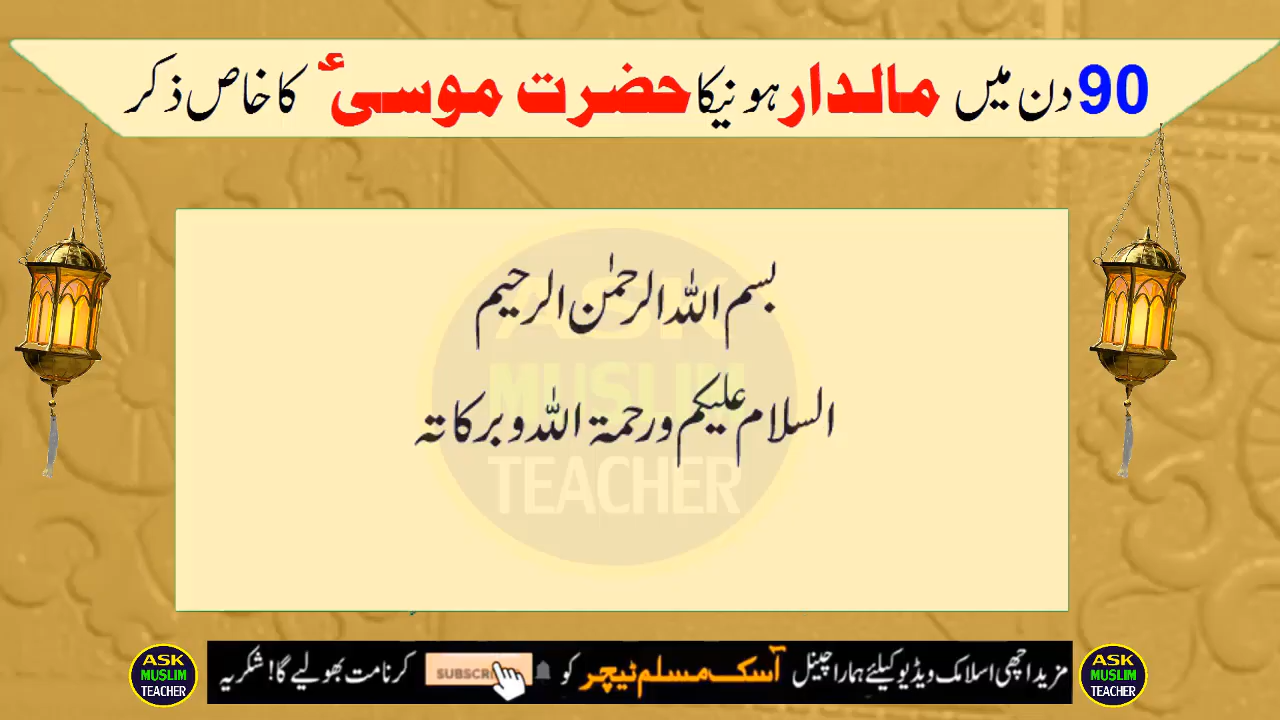 90 دن میں مالدار ہونیکا حضرت موسیٰؑ کا خاص ذکر
بسم اللہ الرحمٰن الرحیم
السلام علیکم ورحمۃ اللہ وبرکاتہ
ASK
MUSLIM
TEACHER
مزید اچھی اسلامک ویڈیو کیلئے ہمارا چینل آسک مسلم ٹیچر کو SUBSCRI کرنا مت بھولیے گا! شکریہ
ASK
MUSLIM
TEACHER
ASK
MUSLIM
TEACHER